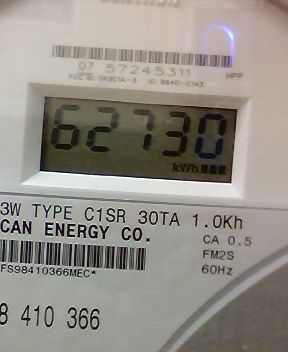 07 57245311
HPP
62730
kWh
3W TYPE C1SR 30TA 1.0Kh
CAN ENERGY CO.
CA 0.5
FM2S
FS98410366MEC*
60Hz
8 410 366